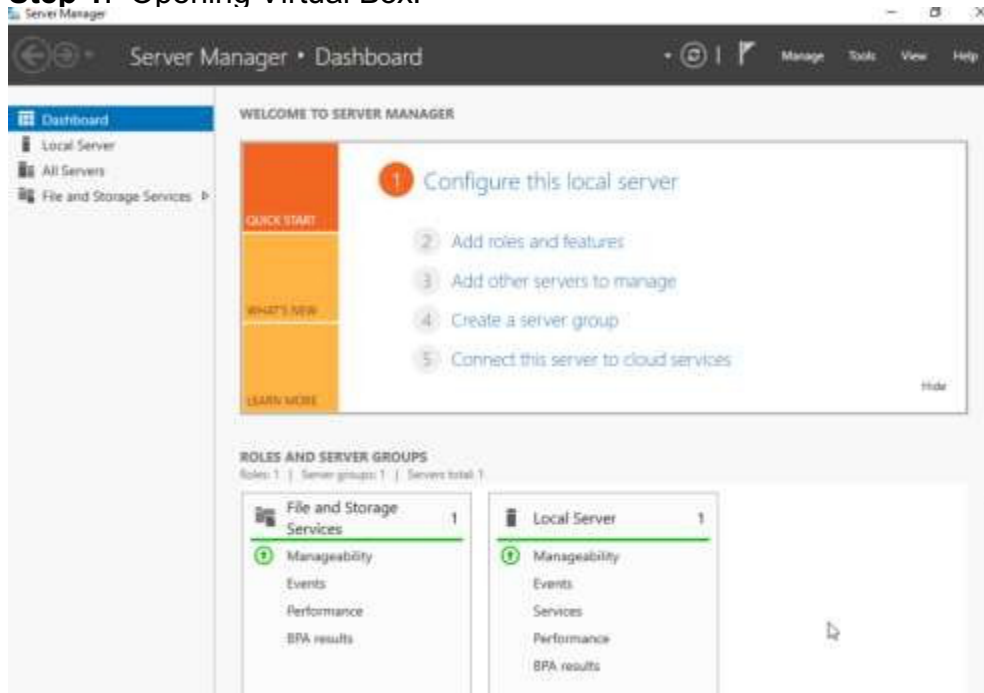 Step 1: Opening Virtual Box.
Server Manager
Server Manager • Dashboard
Manage Tools View Help
Dashboard
Local Server
All Servers
File and Storage Services
WELCOME TO SERVER MANAGER
QUICK START
WHAT'S NEW
LEARN MORE
1 Configure this local server
2 Add roles and features
3 Add other servers to manage
4 Create a server group
5 Connect this server to cloud services
Hide
ROLES AND SERVER GROUPS
Roles: 1 | Server groups: 1 | Servers total: 1
File and Storage
Services
1
Manageability
Events
Performance
BPA results
Local Server 1
Manageability
Events
Services
Performance
BPA results